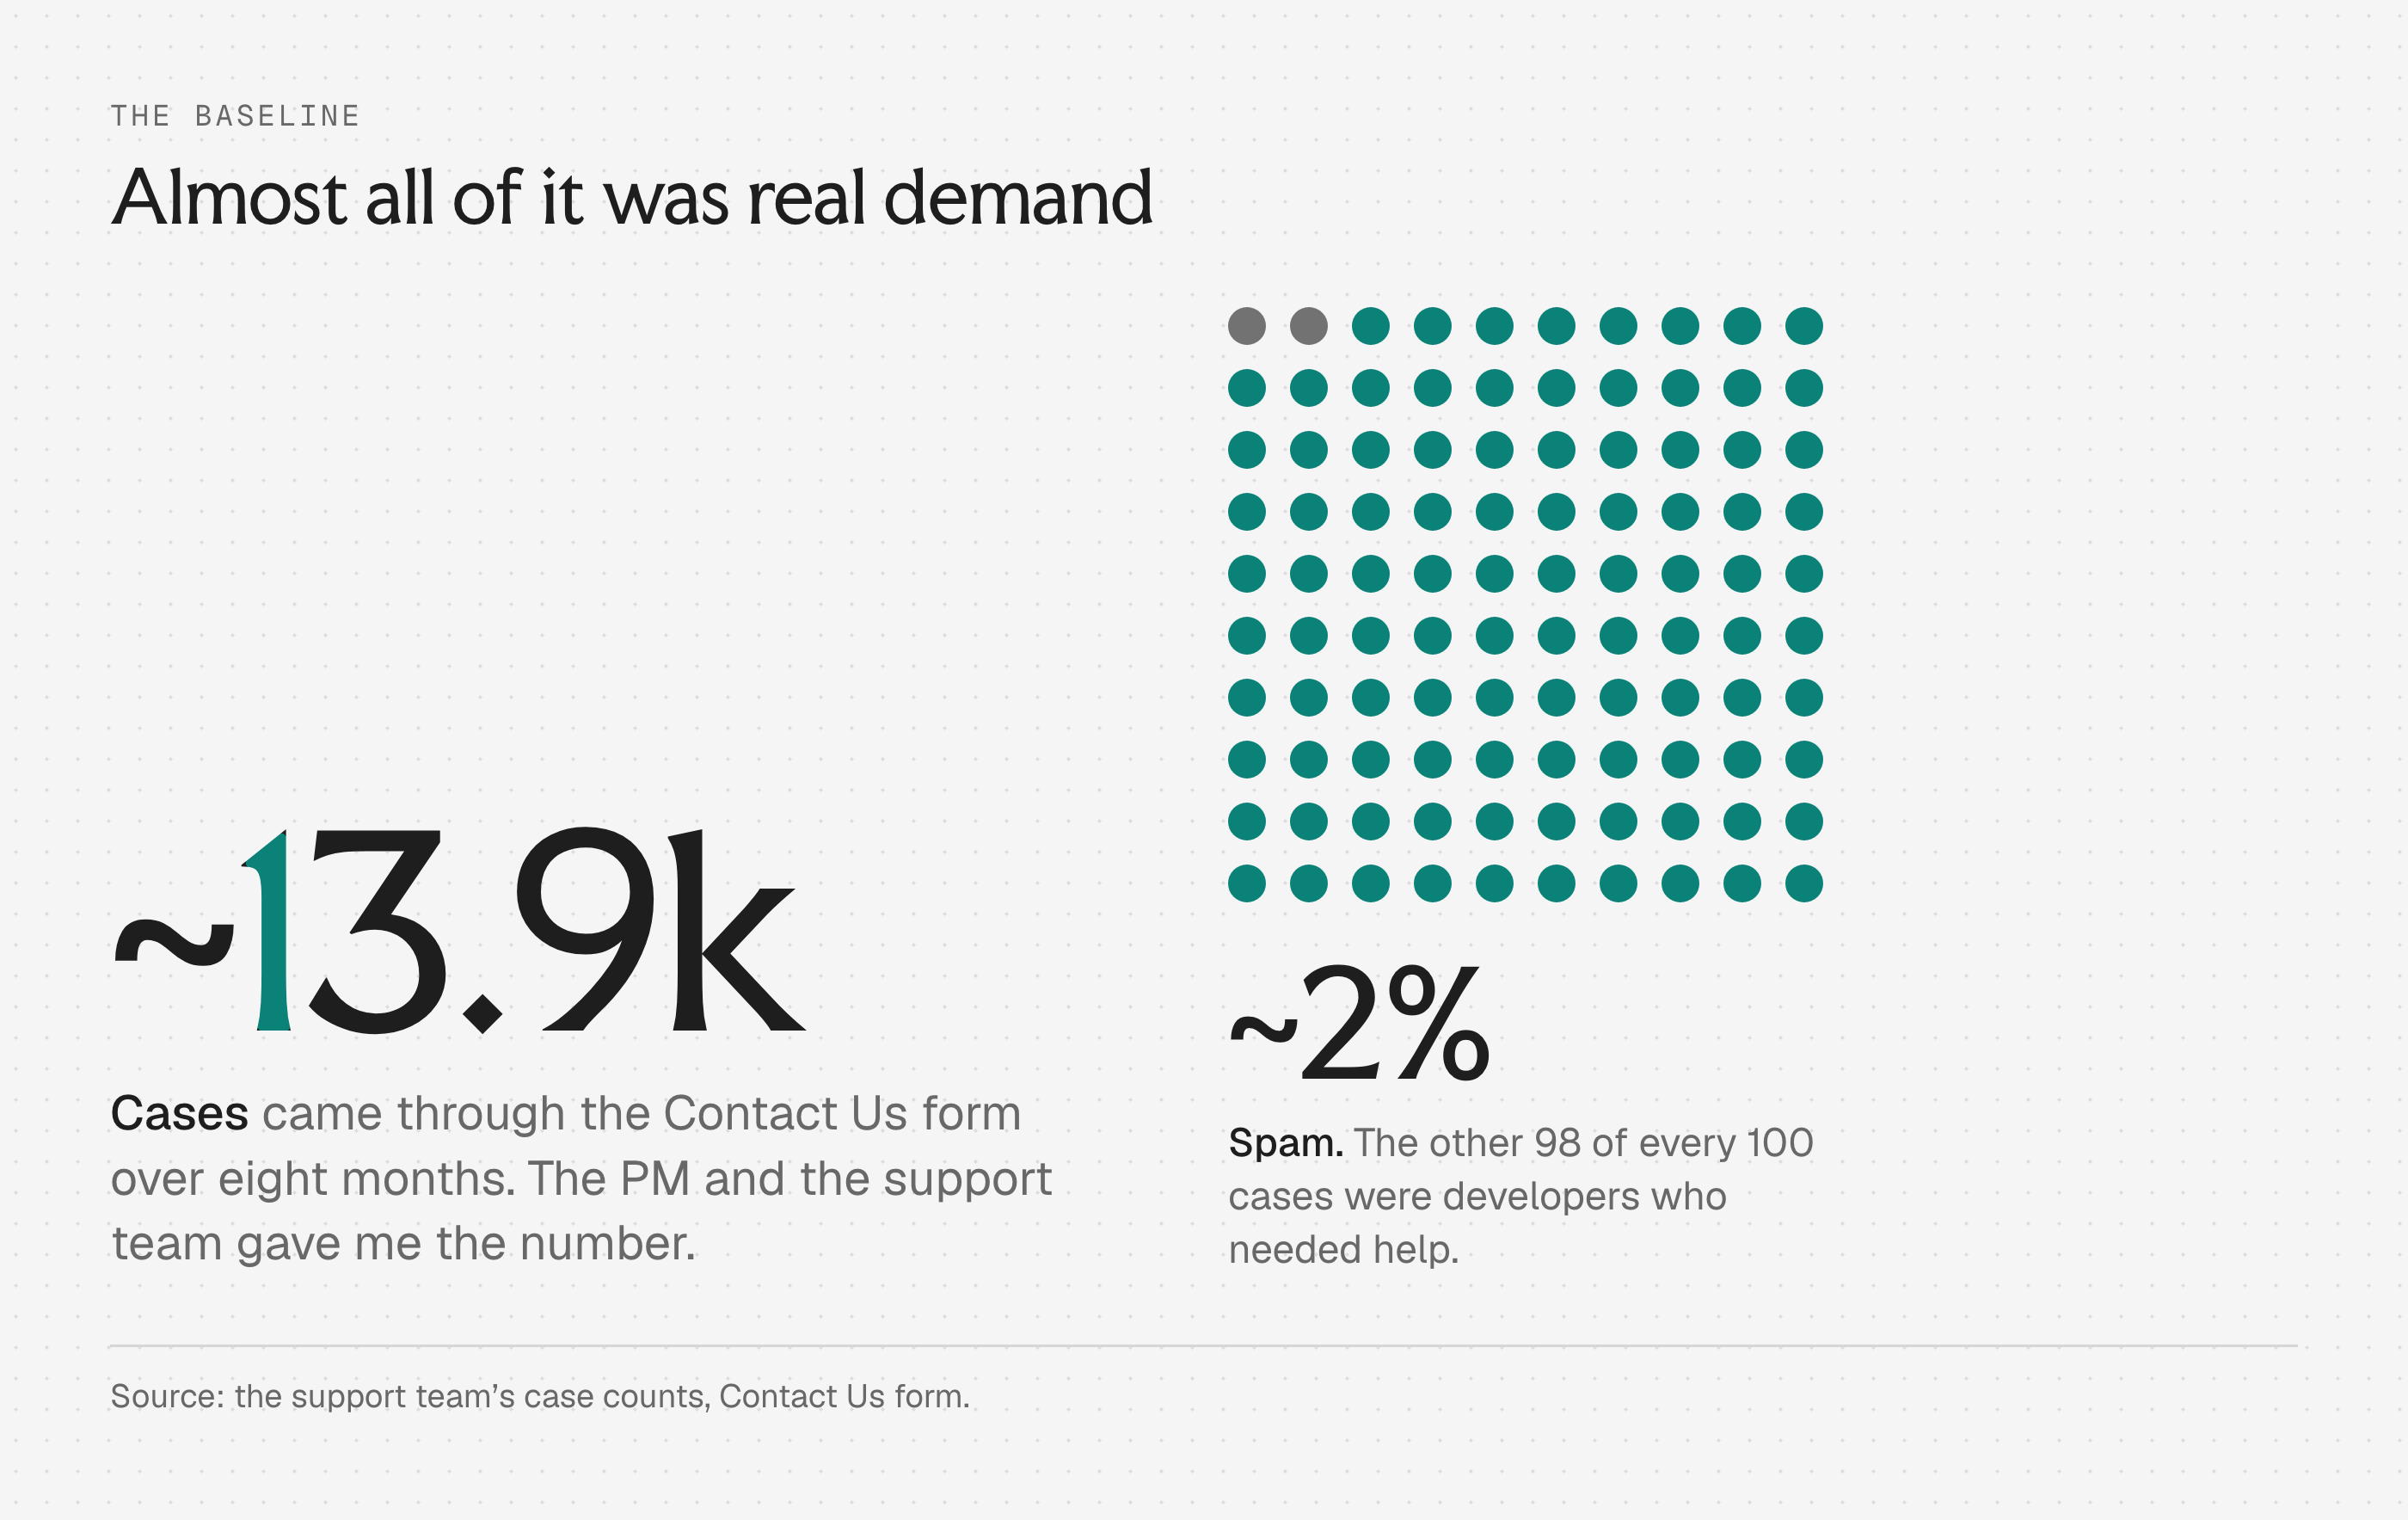 THE BASELINE
Almost all of it was real demand
~13.9k
Cases came through the Contact Us form
over eight months. The PM and the support
team gave me the number.
~2%
Spam. The other 98 of every 100
cases were developers who
needed help.
Source: the support team’s case counts, Contact Us form.